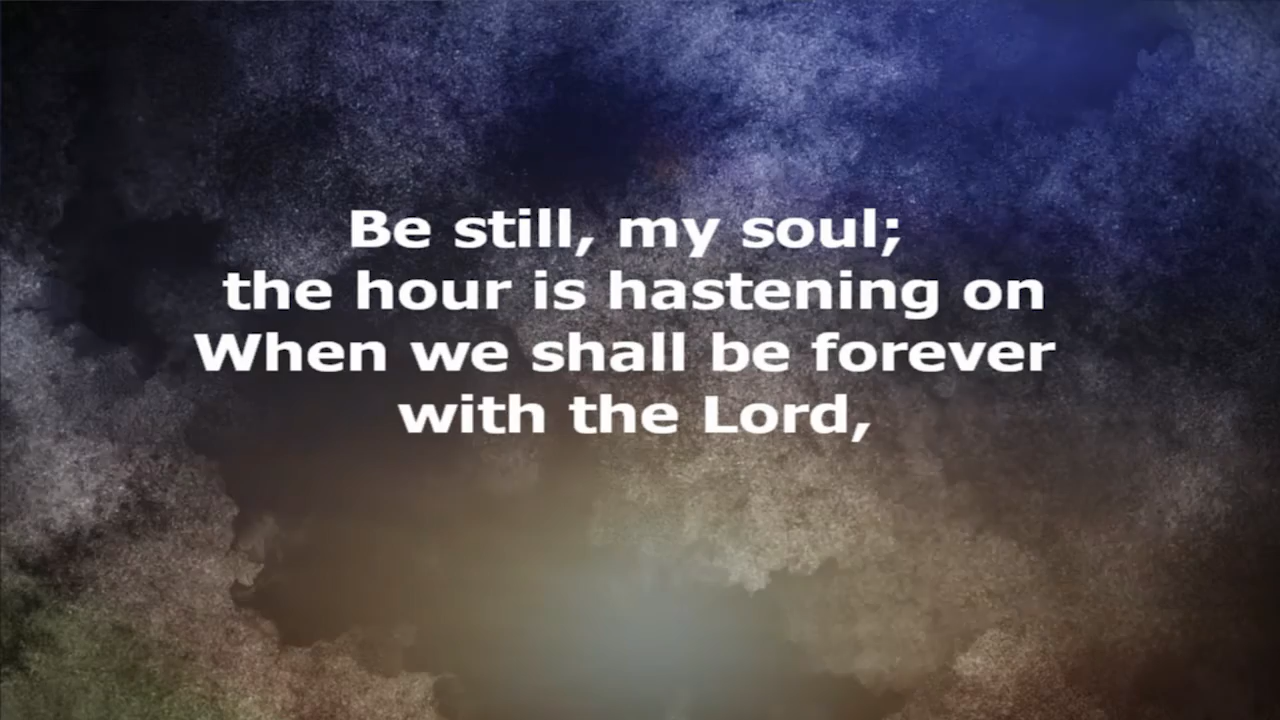 Be still, my soul;
the hour is hastening on
When we shall be forever
with the Lord,